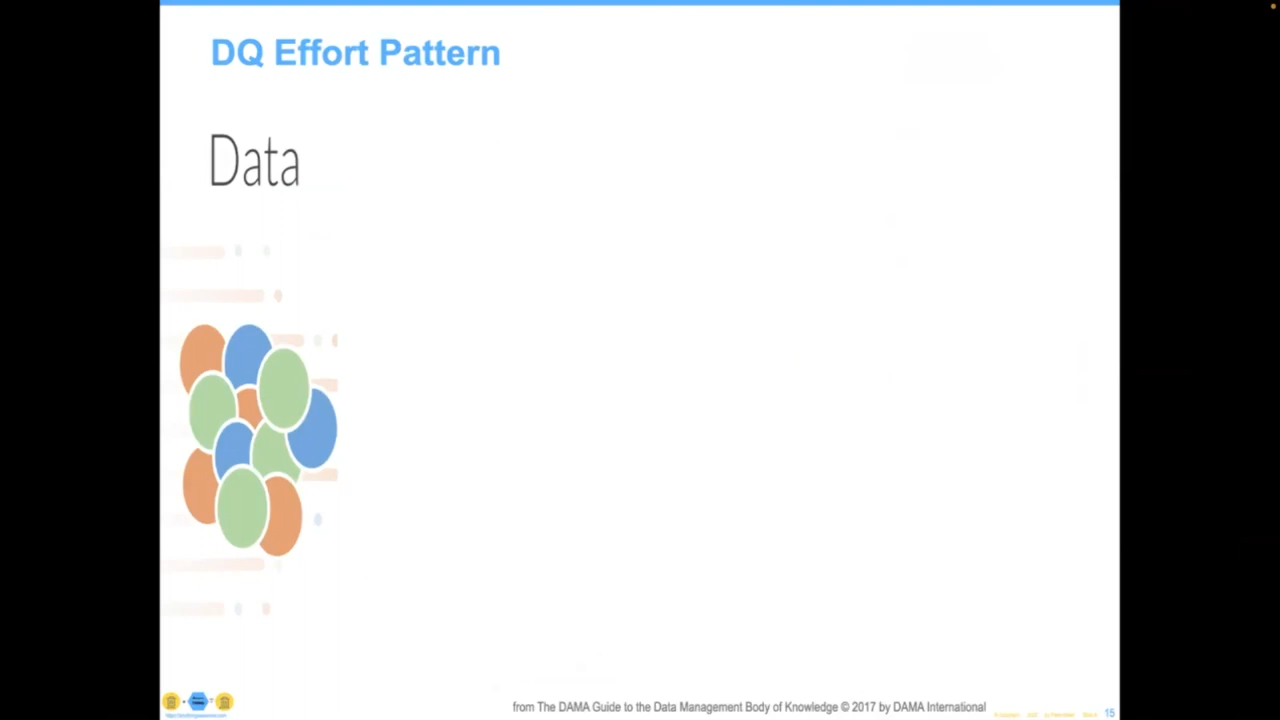 DQ Effort Pattern
Data
from The DAMA Guide to the Data Management Body of Knowledge © 2017 by DAMA International
15